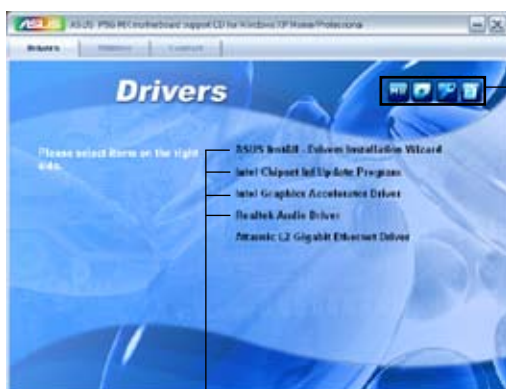 ASUS P5G-MX motherboard support CD for Windows XP Home/Professional
Drivers Utilities Contact
Drivers
Please select items on the right side.
ASUS InstAll - Drivers Installation Wizard
Intel Chipset Inf Update Program
Intel Graphics Accelerator Driver
Realtek Audio Driver
Attansic L2 Gigabit Ethernet Driver